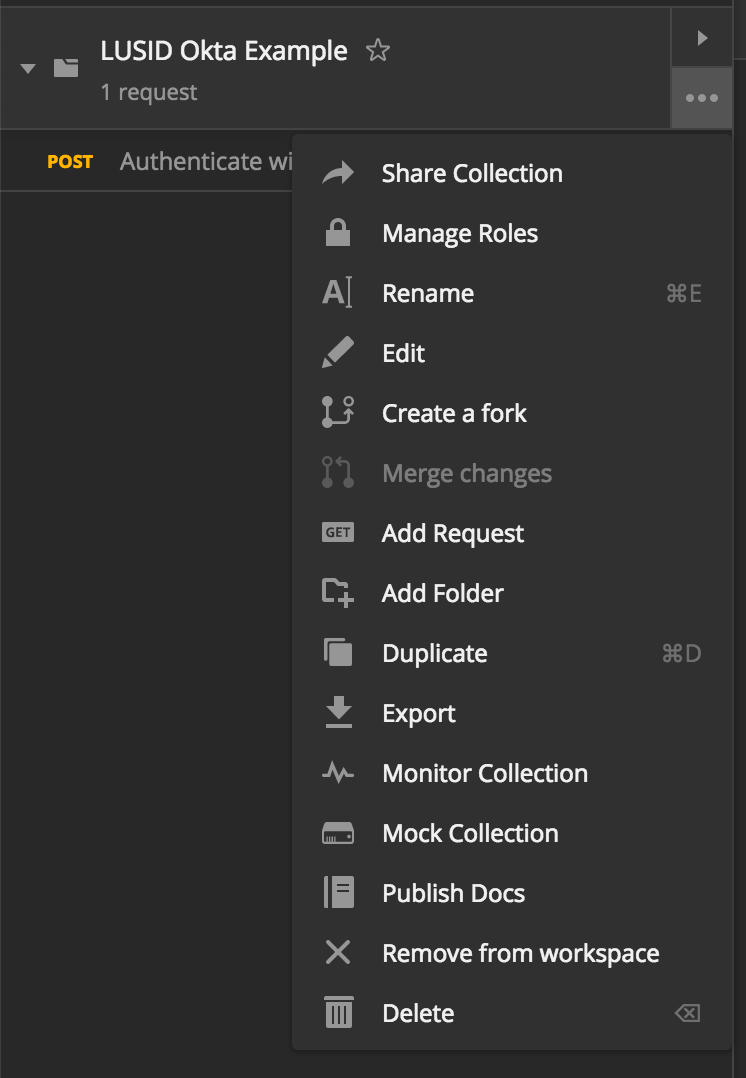 LUSID Okta Example
1 request
POST Authenticate wi
Share Collection
Manage Roles
Rename ⌘E
Edit
Create a fork
Merge changes
GET Add Request
Add Folder
Duplicate ⌘D
Export
Monitor Collection
Mock Collection
Publish Docs
Remove from workspace
Delete